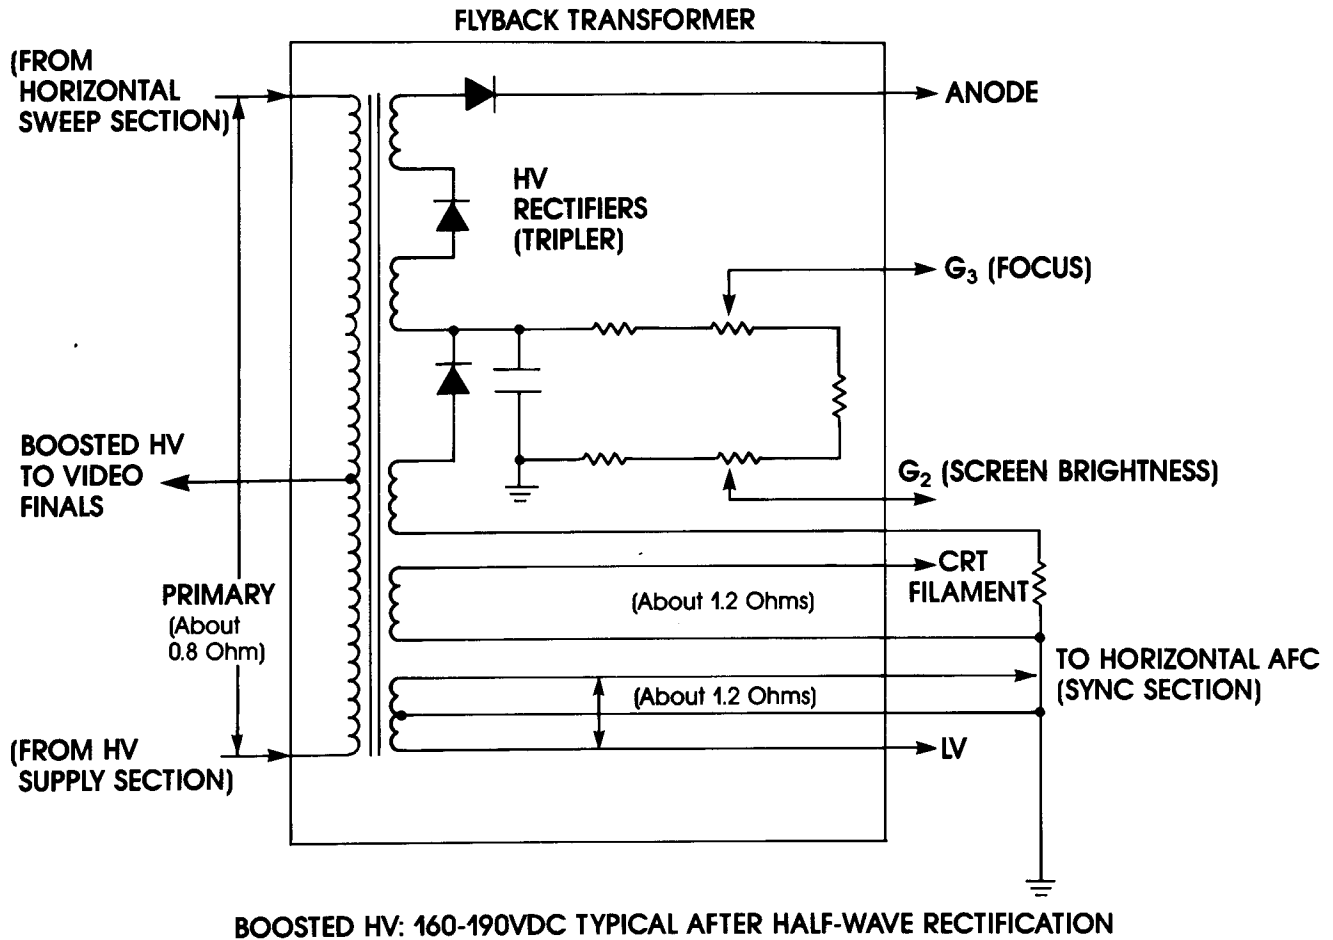 FLYBACK TRANSFORMER
(FROM
HORIZONTAL
SWEEP SECTION)
ANODE
HV
RECTIFIERS
(TRIPLER)
G3 (FOCUS)
BOOSTED HV
TO VIDEO
FINALS
G2 (SCREEN BRIGHTNESS)
CRT
FILAMENT
PRIMARY
(About
0.8 Ohm)
(About 1.2 Ohms)
TO HORIZONTAL AFC
(SYNC SECTION)
(About 1.2 Ohms)
(FROM HV
SUPPLY SECTION)
LV
BOOSTED HV: 160-190VDC TYPICAL AFTER HALF-WAVE RECTIFICATION